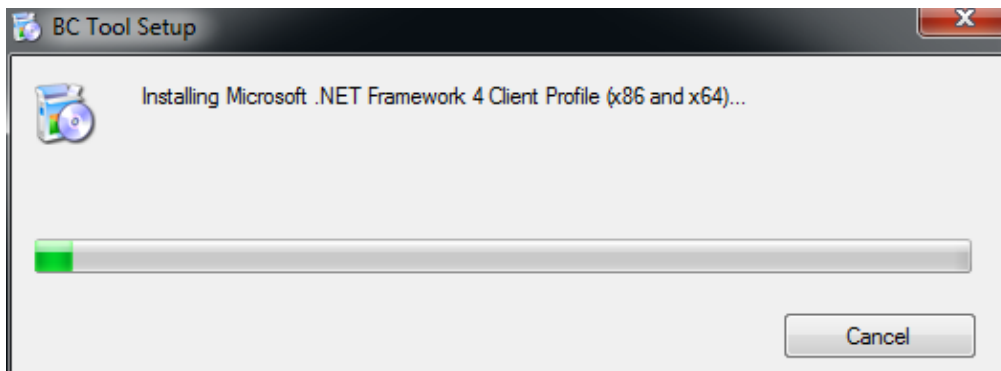 BC Tool Setup
Installing Microsoft .NET Framework 4 Client Profile (x86 and x64)...
Cancel